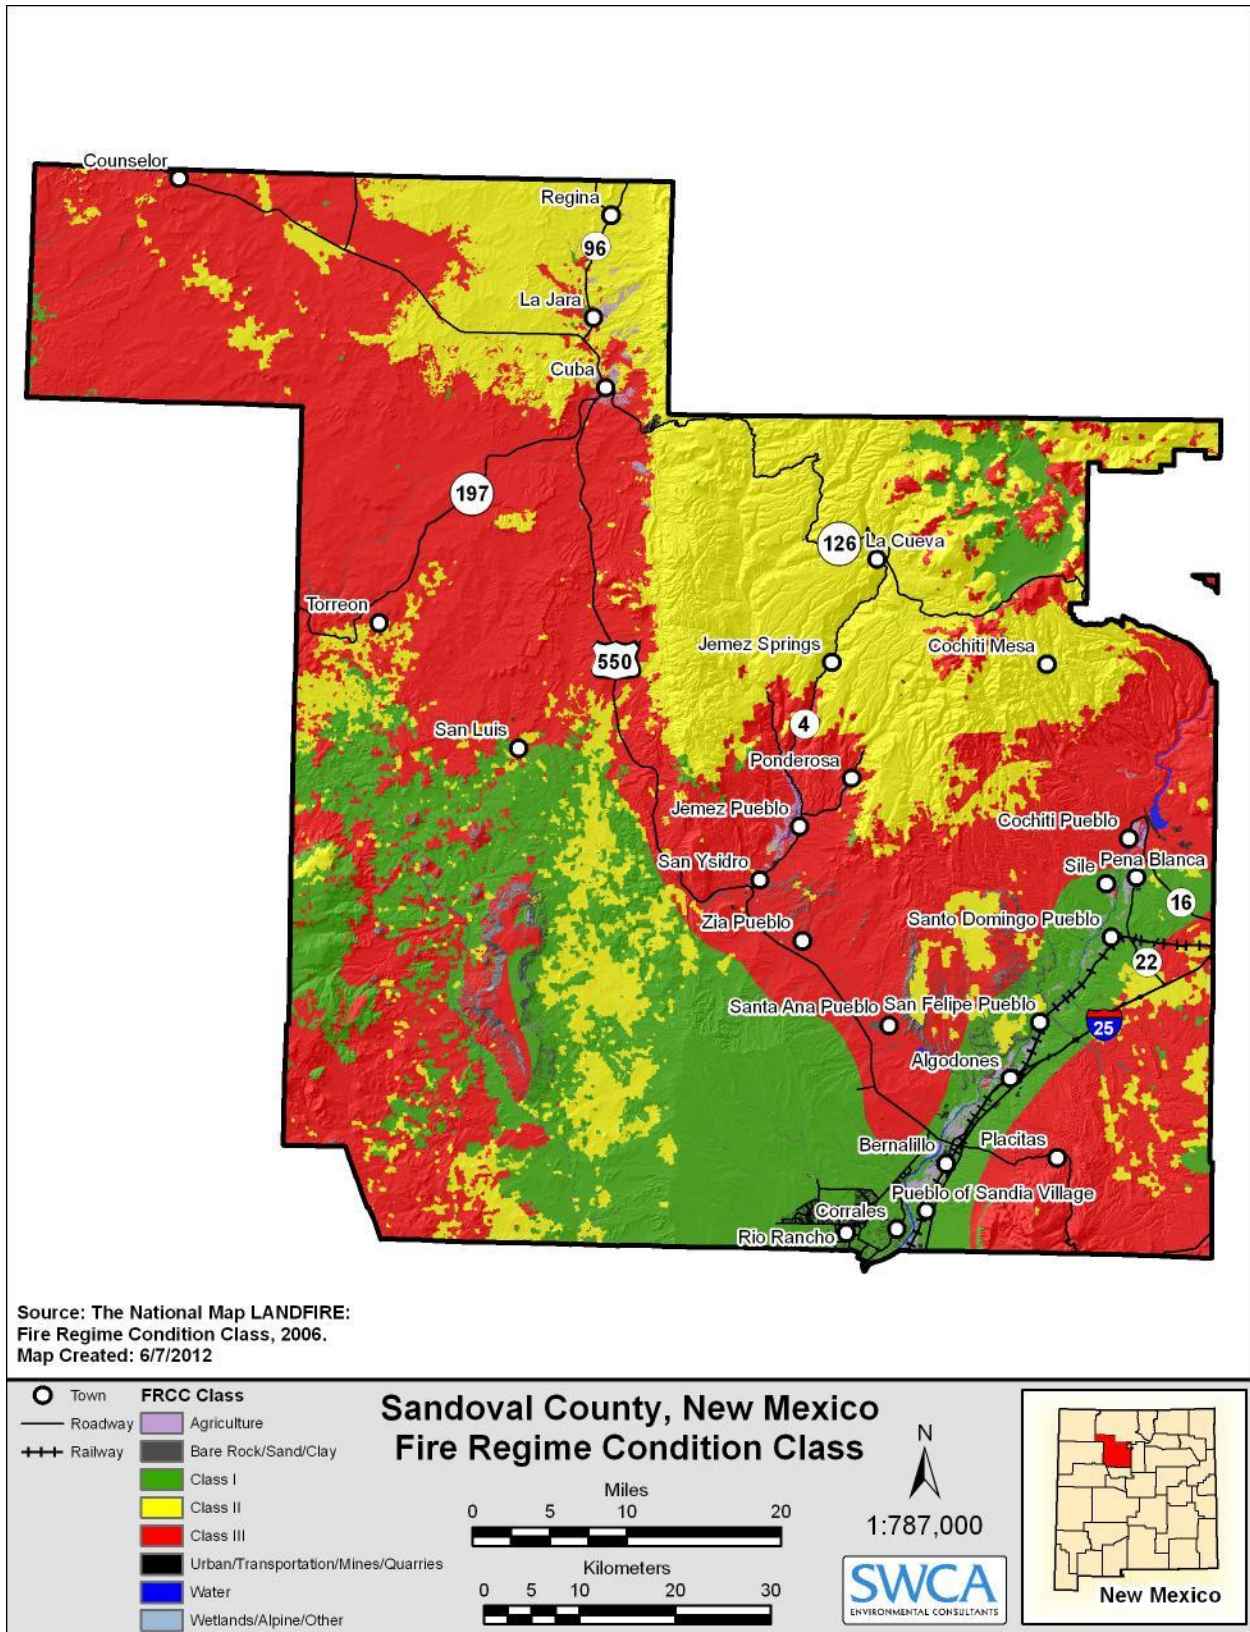 Counselor
Regina
96
La Jara
Cuba
197
126
La Cueva
Torreon
Jemez Springs
Cochiti Mesa
550
San Luis
4
Ponderosa
Jemez Pueblo
Cochiti Pueblo
San Ysidro
Sile
Pena Blanca
16
Zia Pueblo
Santo Domingo Pueblo
22
Santa Ana Pueblo
San Felipe Pueblo
25
Algodones
Bernalillo
Placitas
Pueblo of Sandia Village
Corrales
Rio Rancho
Source: The National Map LANDFIRE:
Fire Regime Condition Class, 2006.
Map Created: 6/7/2012
Town
Roadway
Railway
FRCC Class
Agriculture
Bare Rock/Sand/Clay
Class I
Class II
Class III
Urban/Transportation/Mines/Quarries
Water
Wetlands/Alpine/Other
Sandoval County, New Mexico
Fire Regime Condition Class
Miles
0 5 10 20
Kilometers
0 5 10 20 30
N
1:787,000
SWCA
ENVIRONMENTAL CONSULTANTS
New Mexico